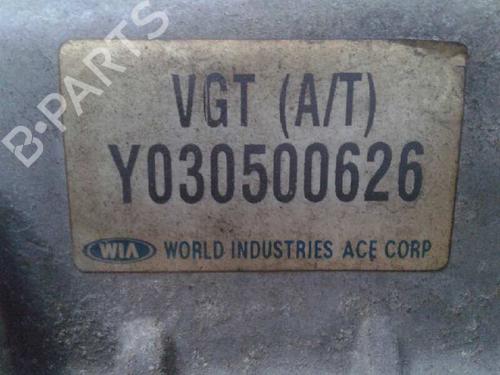 B-PARTS
VGT (A/T)
Y030500626
WIA WORLD INDUSTRIES ACE CORP